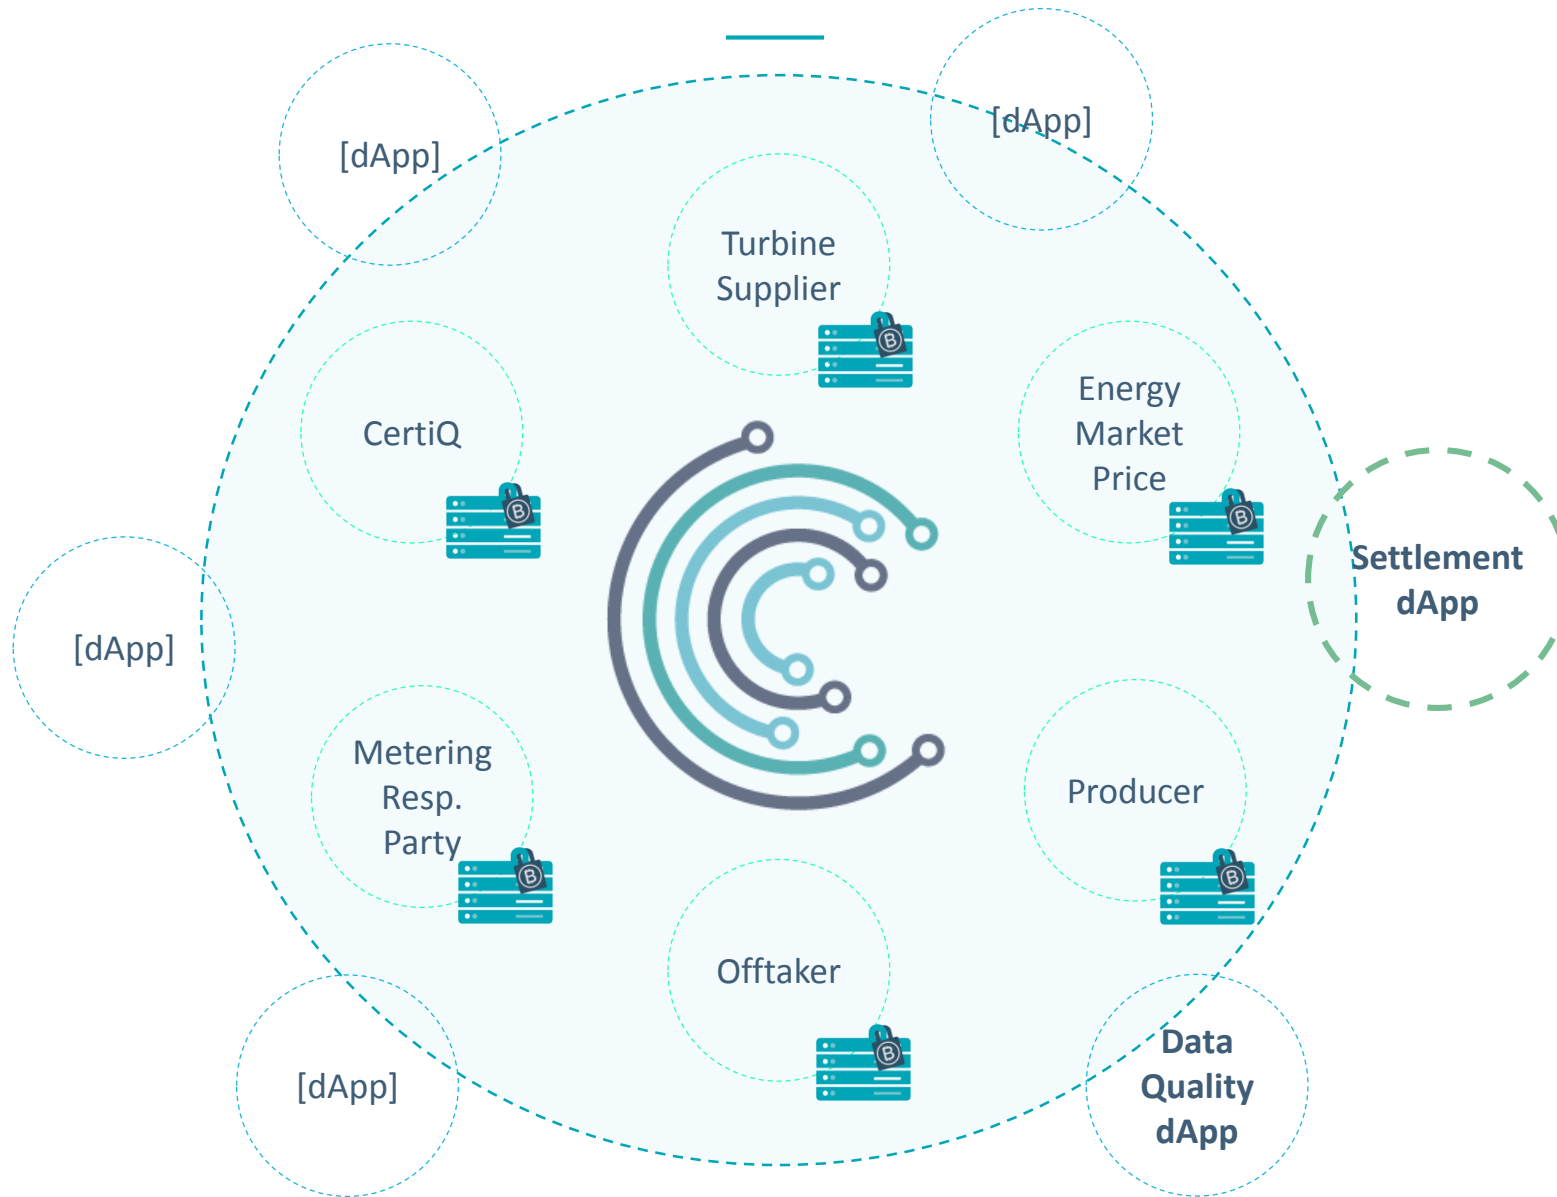 [dApp]
[dApp]
Turbine
Supplier
CertiQ
Energy
Market
Price
Settlement
dApp
[dApp]
Metering
Resp.
Party
Producer
Offtaker
[dApp]
Data
Quality
dApp
B
B
B
B
B
B